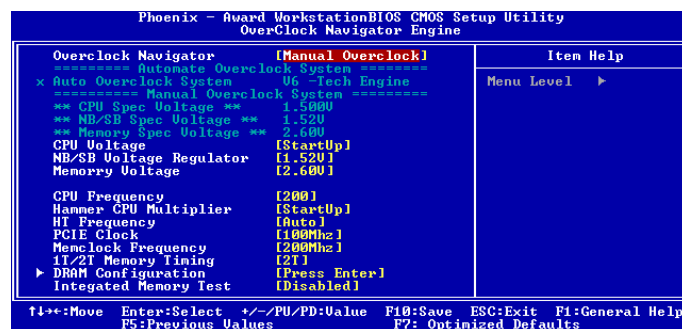 Phoenix - Award WorkstationBIOS CMOS Setup Utility
OverClock Navigator Engine
Overclock Navigator [Manual Overclock]
========= Automate Overclock System =========
x Auto Overclock System V6 -Tech Engine
========== Manual Overclock System =========
** CPU Spec Voltage ** 1.500V
** NB/SB Spec Voltage ** 1.52V
** Memory Spec Voltage ** 2.60V
CPU Voltage [StartUp]
NB/SB Voltage Regulator [1.52V]
Memorry Voltage [2.60V]
CPU Frequency [200]
Hammer CPU Multiplier [StartUp]
HT Frequency [Auto]
PCIE Clock [100Mhz]
Memclock Frequency [200Mhz]
1T/2T Memory Timing [2T]
► DRAM Configuration [Press Enter]
Integated Memory Test [Disabled]
Item Help
Menu Level ►
↑↓→←:Move Enter:Select +/-/PU/PD:Value F10:Save ESC:Exit F1:General Help
F5:Previous Values F7: Optimized Defaults